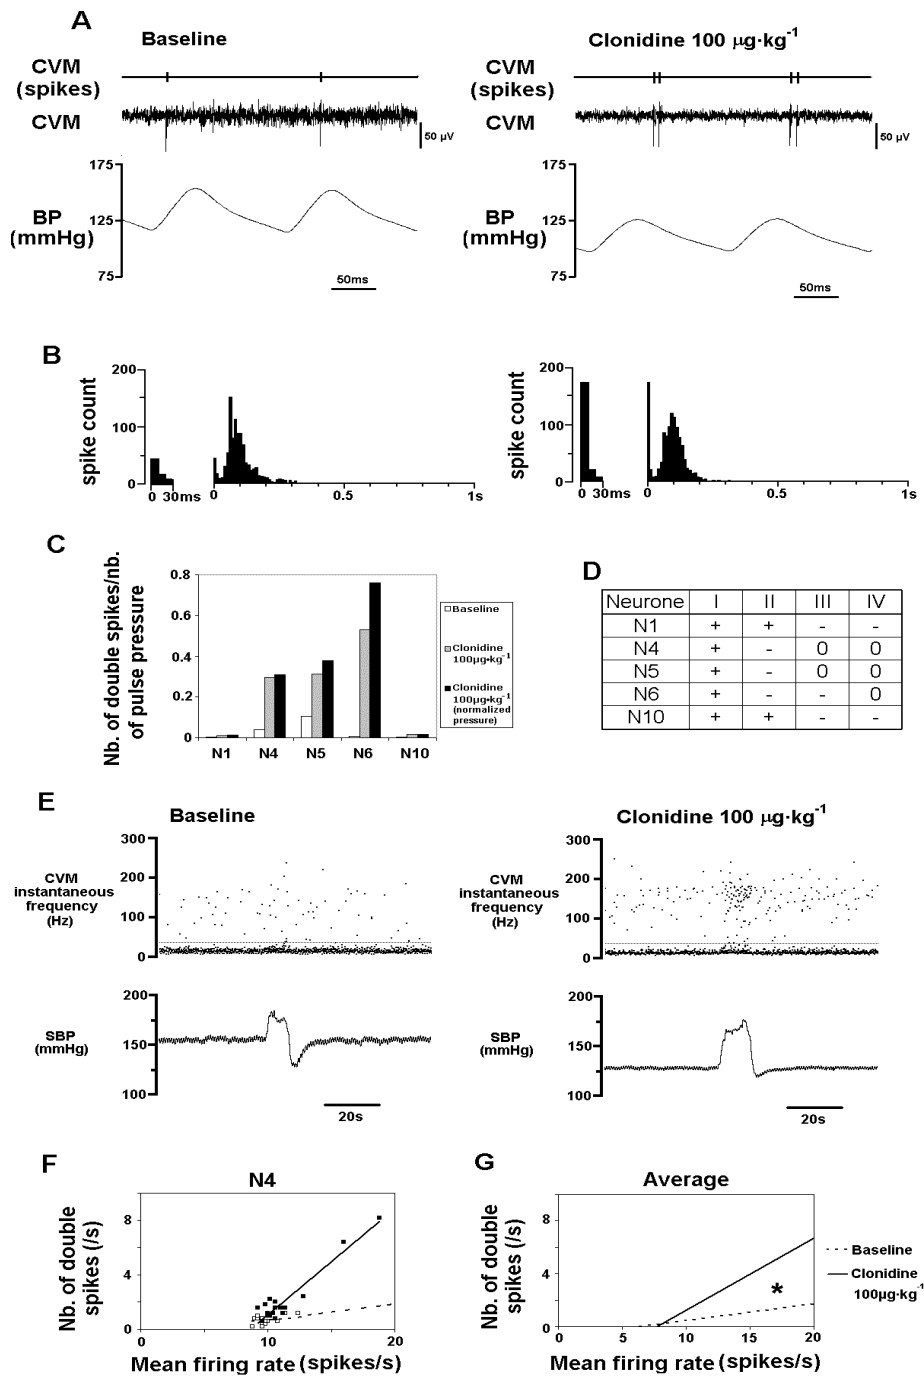 A
Baseline
Clonidine 100 μg·kg-1
CVM
(spikes)
CVM
50 μV
175
125
75
BP
(mmHg)
50ms
CVM
(spikes)
CVM
50 μV
175
125
75
BP
(mmHg)
50ms
B
spike count
200
100
0
0 30ms
0 0.5 1s
spike count
200
100
0
0 30ms
0 0.5 1s
C
Nb. of double spikes/nb.
of pulse pressure
0.8
0.6
0.4
0.2
0
N1 N4 N5 N6 N10
Baseline
Clonidine
100μg·kg-1
Clonidine
100μg·kg-1
(normalized
pressure)
D
Neurone I II III IV
N1 + + - -
N4 + - 0 0
N5 + - 0 0
N6 + - - 0
N10 + + - -
E
Baseline
Clonidine 100 μg·kg-1
CVM
instantaneous
frequency
(Hz)
300
200
100
0
SBP
(mmHg)
200
150
100
20s
CVM
instantaneous
frequency
(Hz)
300
200
100
0
SBP
(mmHg)
200
150
100
20s
F
N4
Nb. of double
spikes (/s)
8
4
0
0 10 20
Mean firing rate (spikes/s)
G
Average
Nb. of double
spikes (/s)
8
4
0
0 5 10 15 20
*
Mean firing rate (spikes/s)
Baseline
Clonidine
100μg·kg-1